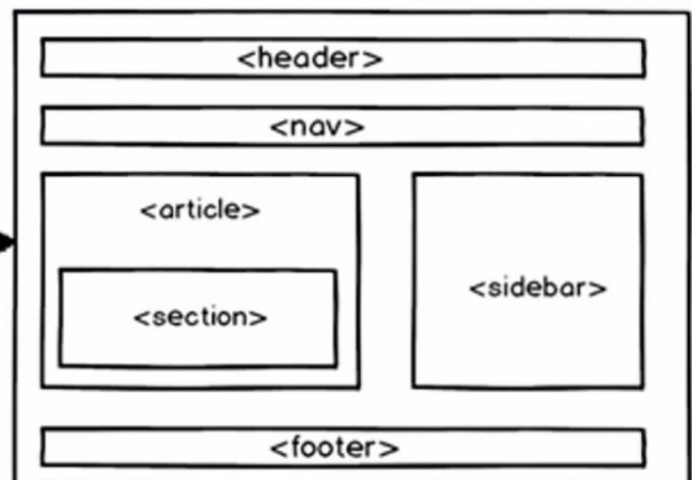 <header>
<nav>
<article>
<section>
<sidebar>
<footer>